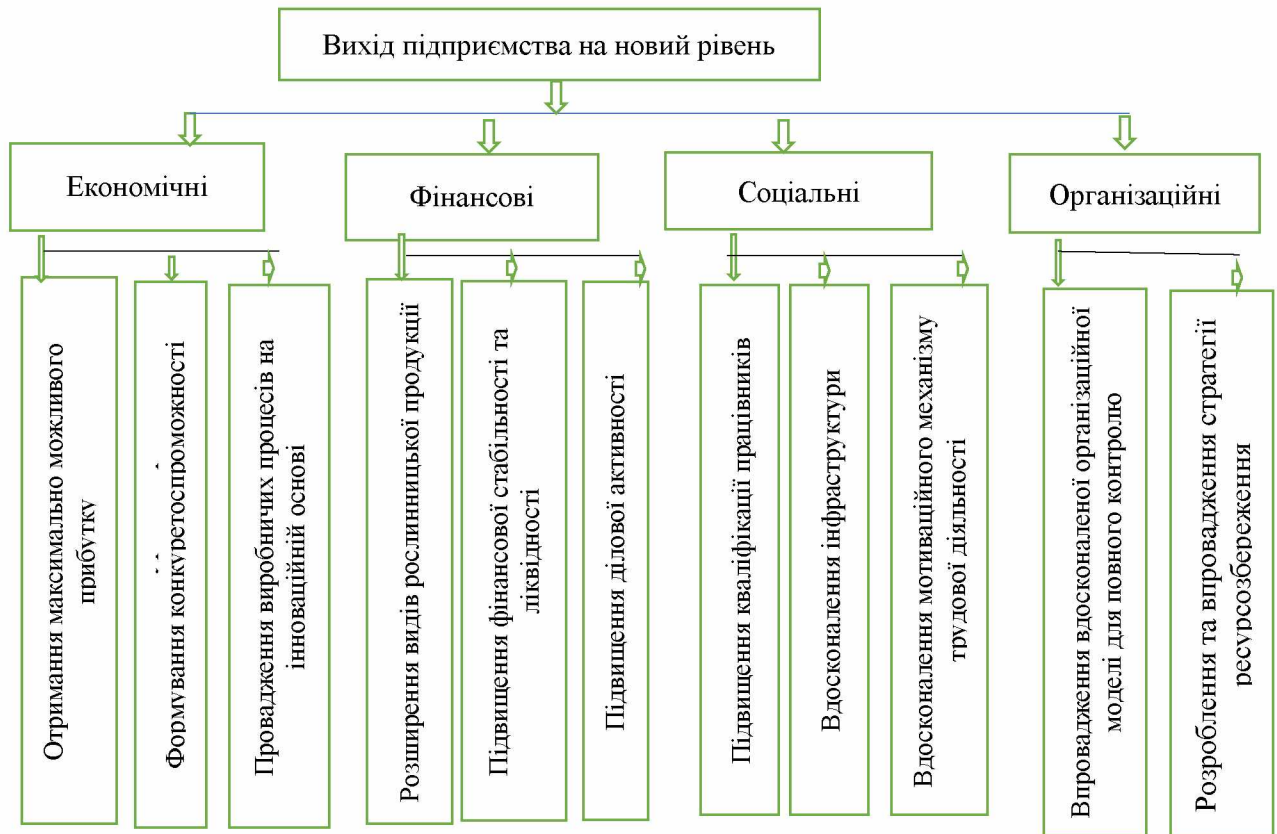 Вихід підприємства на новий рівень
Економічні
Фінансові
Соціальні
Організаційні
Отримання максимально можливого
прибутку
Формування конкуретоспроможності
Провадження виробничих процесів на
інноваційній основі
Розширення видів рослинницької продукції
Підвищення фінансової стабільності та
ліквідності
Підвищення ділової активності
Підвищення кваліфікації працівників
Вдосконалення інфраструктури
Вдосконалення мотиваційного механізму
трудової діяльності
Впровадження вдосконаленої організаційної
моделі для повного контролю
Розроблення та впровадження стратегії
ресурсозбереження